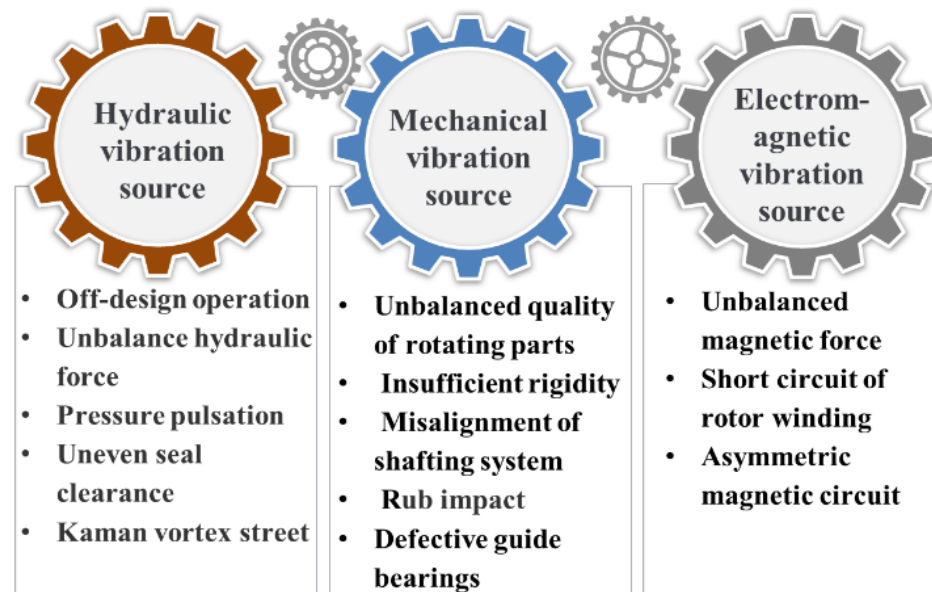 Hydraulic
vibration
source
• Off-design operation
• Unbalance hydraulic
force
• Pressure pulsation
• Uneven seal
clearance
• Kaman vortex street
Mechanical
vibration
source
• Unbalanced quality
of rotating parts
• Insufficient rigidity
• Misalignment of
shafting system
• Rub impact
• Defective guide
bearings
Electrom-
agnetic
vibration
source
• Unbalanced
magnetic force
• Short circuit of
rotor winding
• Asymmetric
magnetic circuit